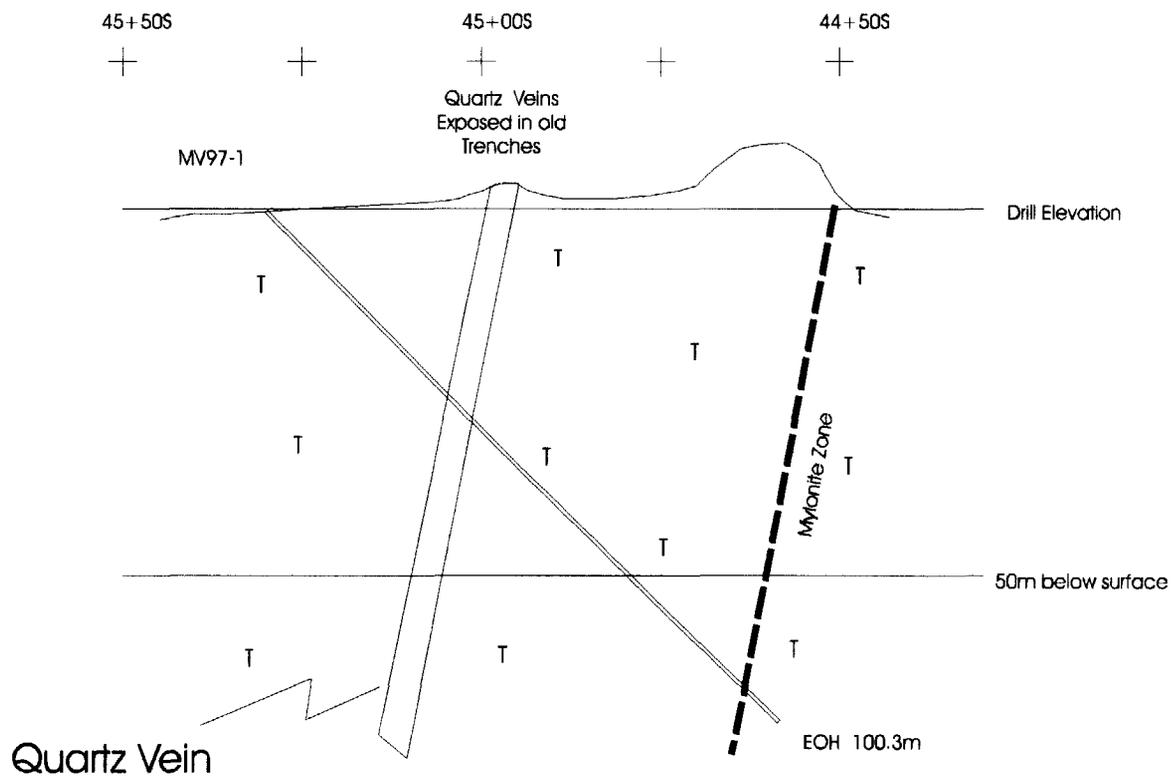 45+50S
45+00S
44+50S
Quartz Veins
Exposed in old
Trenches
MV97-1
Drill Elevation
T
T
T
T
T
Mylonite Zone
T
T
T
50m below surface
T
T
T
EOH 100.3m
Quartz Vein